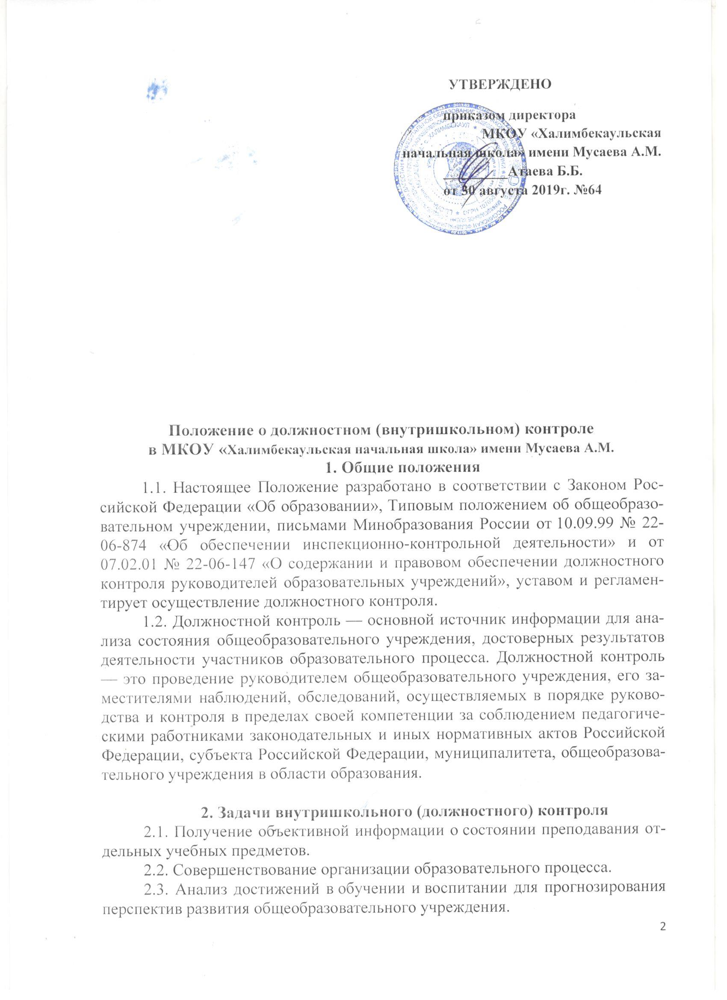 УТВЕРЖДЕНО
приказом директора
МКОУ «Халимбекаульская
начальная школа» имени Мусаева А.М.
Атаева Б.Б.
от 30 августа 2019г. №64
с. ХАЛИМБЕКАУЛ
РОССИЙСКАЯ ФЕДЕРАЦИЯ
Положение о должностном (внутришкольном) контроле
в МКОУ «Халимбекаульская начальная школа» имени Мусаева А.М.
1. Общие положения
1.1. Настоящее Положение разработано в соответствии с Законом Рос-
сийской Федерации «Об образовании», Типовым положением об общеобразо-
вательном учреждении, письмами Минобразования России от 10.09.99 № 22-
06-874 «Об обеспечении инспекционно-контрольной деятельности» и от
07.02.01 № 22-06-147 «О содержании и правовом обеспечении должностного
контроля руководителей образовательных учреждений», уставом и регламен-
тирует осуществление должностного контроля.
1.2. Должностной контроль — основной источник информации для ана-
лиза состояния общеобразовательного учреждения, достоверных результатов
деятельности участников образовательного процесса. Должностной контроль
— это проведение руководителем общеобразовательного учреждения, его за-
местителями наблюдений, обследований, осуществляемых в порядке руково-
дства и контроля в пределах своей компетенции за соблюдением педагогиче-
скими работниками законодательных и иных нормативных актов Российской
Федерации, субъекта Российской Федерации, муниципалитета, общеобразова-
тельного учреждения в области образования.
2. Задачи внутришкольного (должностного) контроля
2.1. Получение объективной информации о состоянии преподавания от-
дельных учебных предметов.
2.2. Совершенствование организации образовательного процесса.
2.3. Анализ достижений в обучении и воспитании для прогнозирования
перспектив развития общеобразовательного учреждения.
2